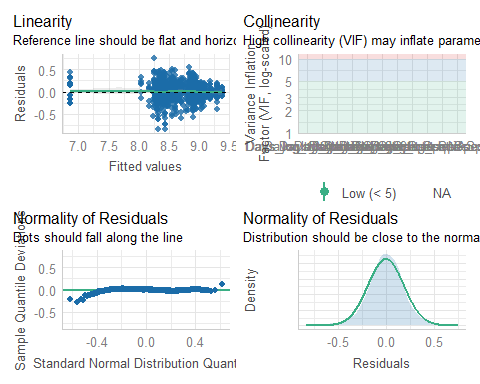 Linearity
Reference line should be flat and horizo
Residuals
0.5
0.0
-0.5
7.0
7.5
8.0
8.5
9.0
9.5
Fitted values
Collinearity
High collinearity (VIF) may inflate parame
Variance Inflation
Factor (VIF, log-scaled)
10
5
3
2
1
Low (< 5)
NA
Normality of Residuals
Dots should fall along the line
Sample Quantile Deviations
0.5
0.0
-0.5
-0.4
0.0
0.4
Standard Normal Distribution Quant
Normality of Residuals
Distribution should be close to the norma
Density
-0.5
0.0
0.5
Residuals